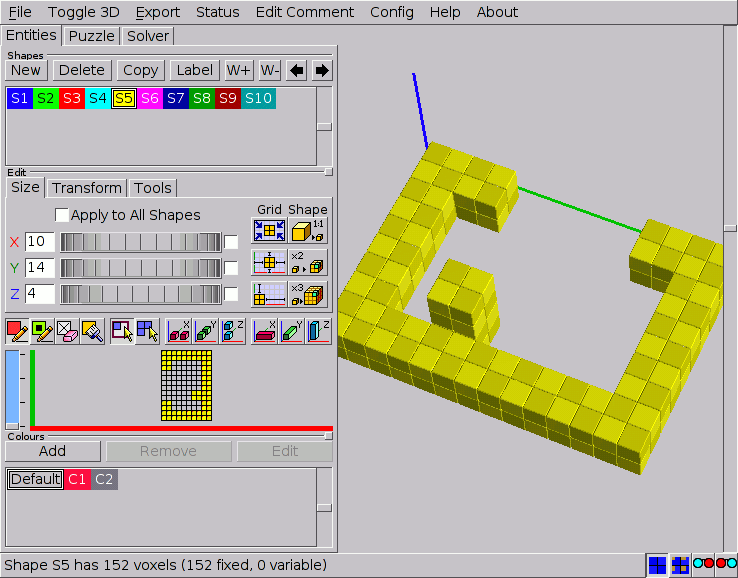 File Toggle 3D Export Status Edit Comment Config Help About
Entities Puzzle Solver
Shapes
New Delete Copy Label W+ W-
S1 S2 S3 S4 S5 S6 S7 S8 S9 S10
Edit
Size Transform Tools
Apply to All Shapes
Grid Shape
X 10
1:1
Y 14
x2
Z 4
x3
X Y Z X Y Z
Colours
Add Remove Edit
Default C1 C2
Shape S5 has 152 voxels (152 fixed, 0 variable)